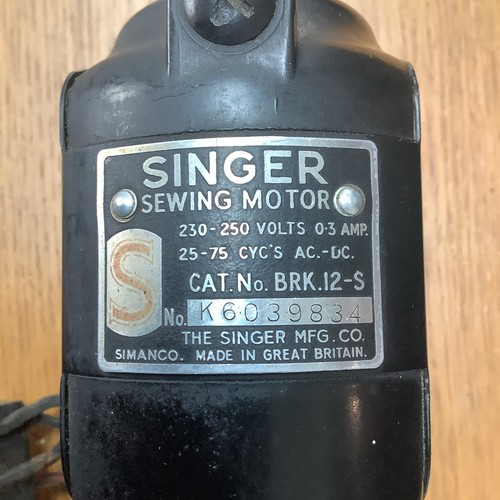 SINGER
SEWING MOTOR
230-250 VOLTS 0·3 AMP.
25-75 CYC'S AC.-DC.
CAT. No. BRK.12-S
S
No. K6039834
THE SINGER MFG. CO.
SIMANCO. MADE IN GREAT BRITAIN.